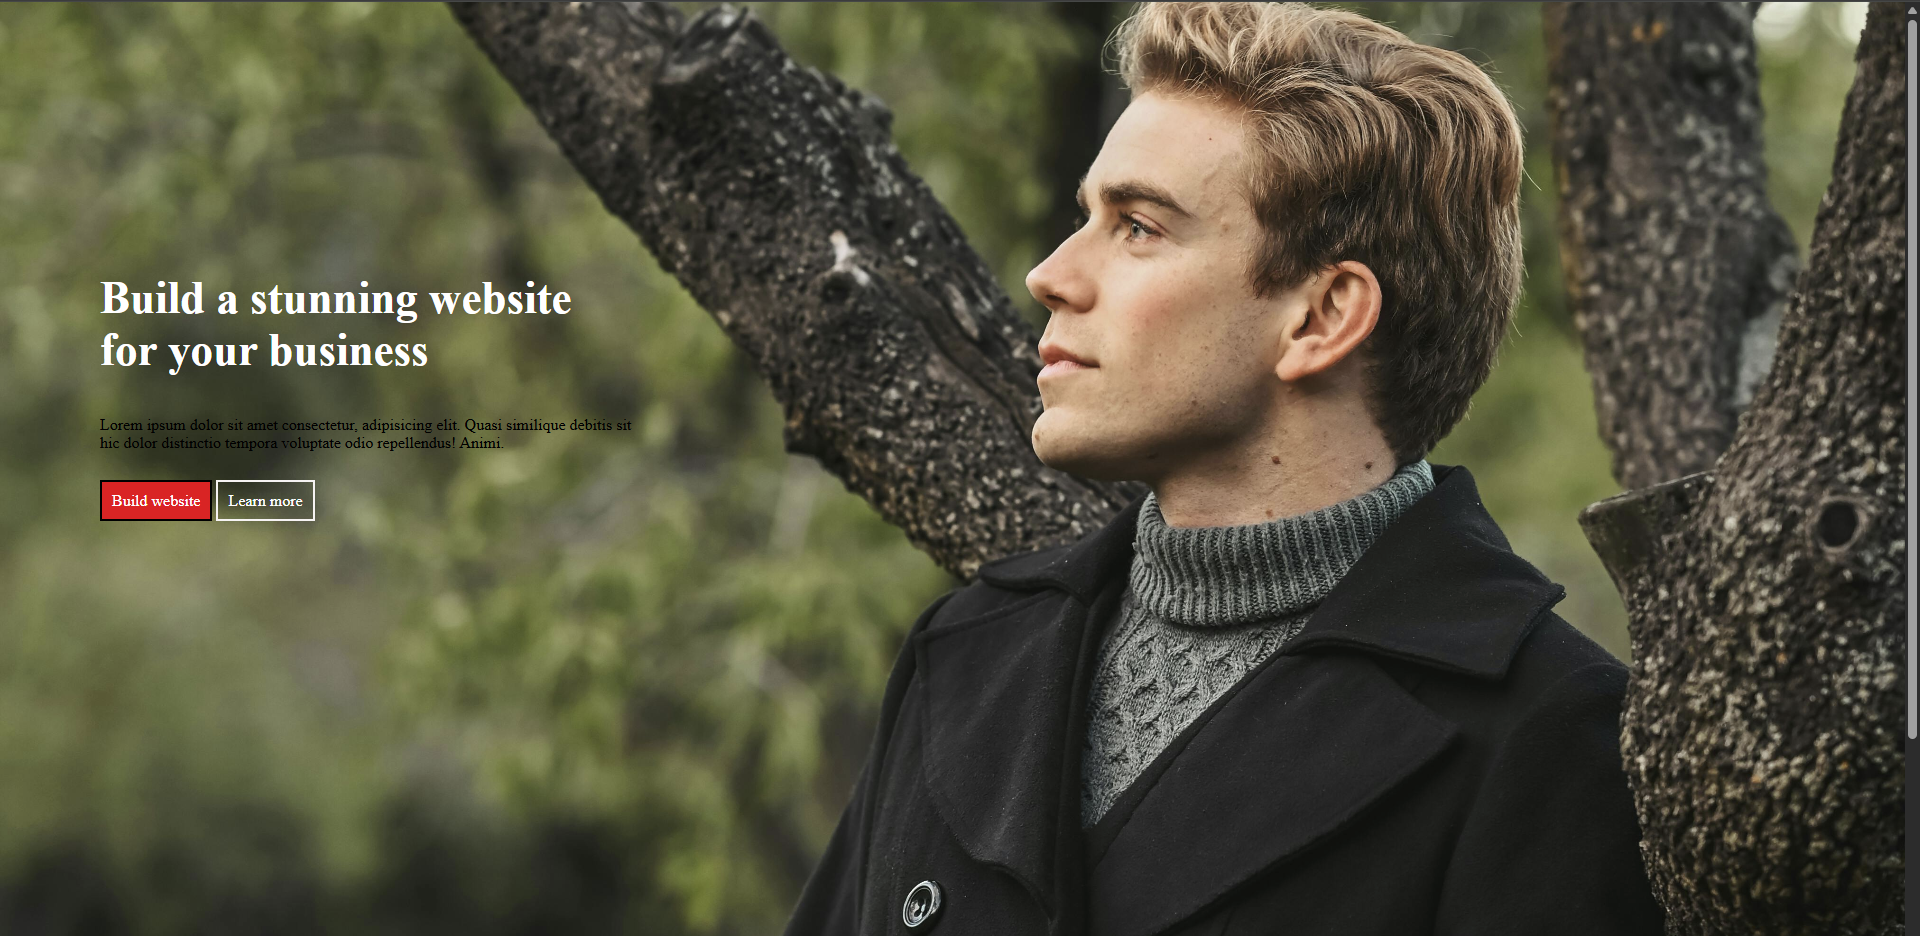 Build a stunning website
for your business
Lorem ipsum dolor sit amet consectetur, adipisicing elit. Quasi similique debitis sit
hic dolor distinctio tempora voluptate odio repellendus! Animi.
Build website
Learn more